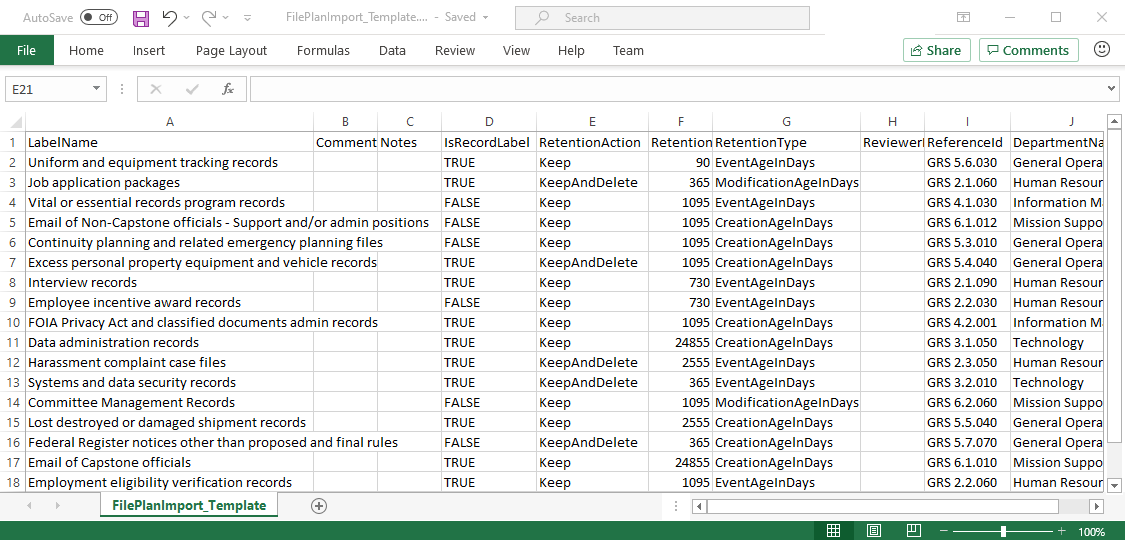 AutoSave Off FilePlanImport_Template.... - Saved Search
File Home Insert Page Layout Formulas Data Review View Help Team Share Comments
E21 fx
A B C D E F G H I J
1 LabelName Comment Notes IsRecordLabel RetentionAction Retention RetentionType Reviewer ReferenceId DepartmentNa
2 Uniform and equipment tracking records TRUE Keep 90 EventAgeInDays GRS 5.6.030 General Opera
3 Job application packages TRUE KeepAndDelete 365 ModificationAgeInDays GRS 2.1.060 Human Resour
4 Vital or essential records program records FALSE Keep 1095 EventAgeInDays GRS 4.1.030 Information M
5 Email of Non-Capstone officials - Support and/or admin positions FALSE Keep 1095 CreationAgeInDays GRS 6.1.012 Mission Suppo
6 Continuity planning and related emergency planning files FALSE Keep 1095 CreationAgeInDays GRS 5.3.010 General Opera
7 Excess personal property equipment and vehicle records TRUE KeepAndDelete 1095 CreationAgeInDays GRS 5.4.040 General Opera
8 Interview records TRUE Keep 730 EventAgeInDays GRS 2.1.090 Human Resour
9 Employee incentive award records FALSE Keep 730 EventAgeInDays GRS 2.2.030 Human Resour
10 FOIA Privacy Act and classified documents admin records TRUE Keep 1095 CreationAgeInDays GRS 4.2.001 Information M
11 Data administration records TRUE Keep 24855 CreationAgeInDays GRS 3.1.050 Technology
12 Harassment complaint case files TRUE KeepAndDelete 2555 EventAgeInDays GRS 2.3.050 Human Resour
13 Systems and data security records TRUE KeepAndDelete 365 EventAgeInDays GRS 3.2.010 Technology
14 Committee Management Records FALSE Keep 1095 ModificationAgeInDays GRS 6.2.060 Mission Suppo
15 Lost destroyed or damaged shipment records TRUE Keep 2555 CreationAgeInDays GRS 5.5.040 General Opera
16 Federal Register notices other than proposed and final rules FALSE KeepAndDelete 365 CreationAgeInDays GRS 5.7.070 General Opera
17 Email of Capstone officials TRUE Keep 24855 CreationAgeInDays GRS 6.1.010 Mission Suppo
18 Employment eligibility verification records TRUE Keep 1095 EventAgeInDays GRS 2.2.060 Human Resour
FilePlanImport_Template
100%